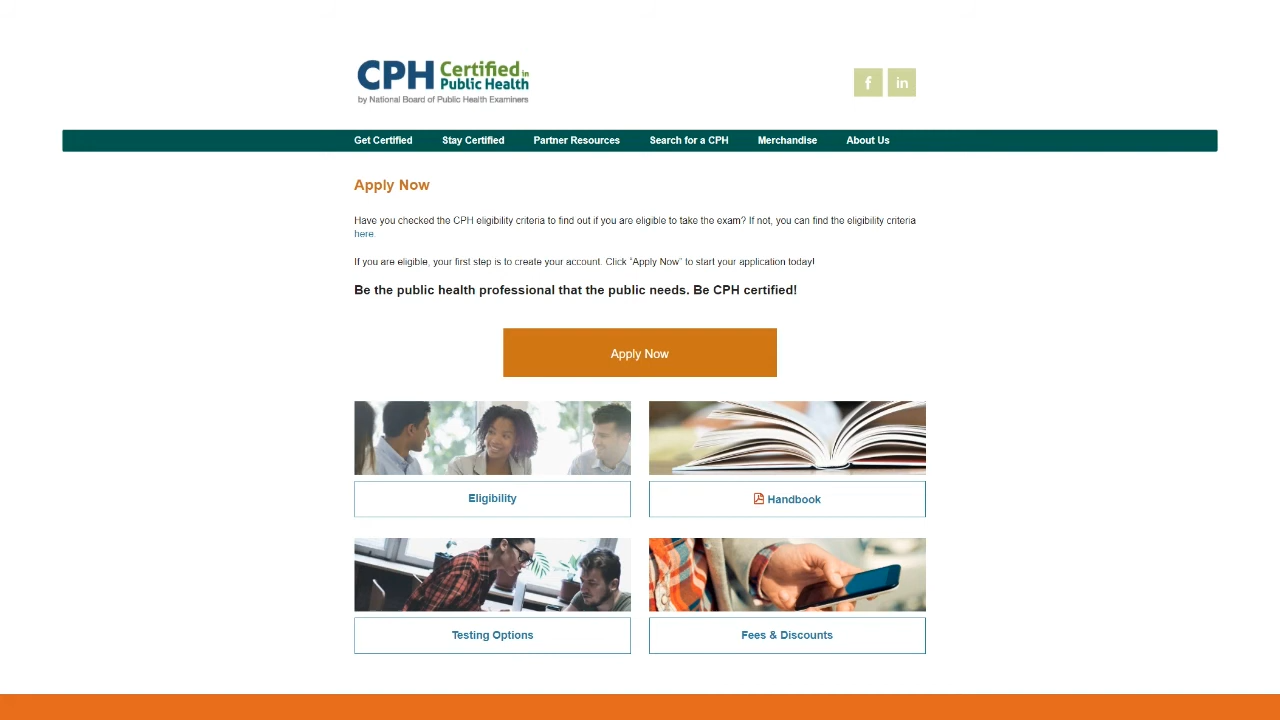 CPH Certified in
Public Health
by National Board of Public Health Examiners
f in
Get Certified Stay Certified Partner Resources Search for a CPH Merchandise About Us
Apply Now
Have you checked the CPH eligibility criteria to find out if you are eligible to take the exam? If not, you can find the eligibility criteria
here.
If you are eligible, your first step is to create your account. Click "Apply Now" to start your application today!
Be the public health professional that the public needs. Be CPH certified!
Apply Now
Eligibility
Handbook
Testing Options
Fees & Discounts